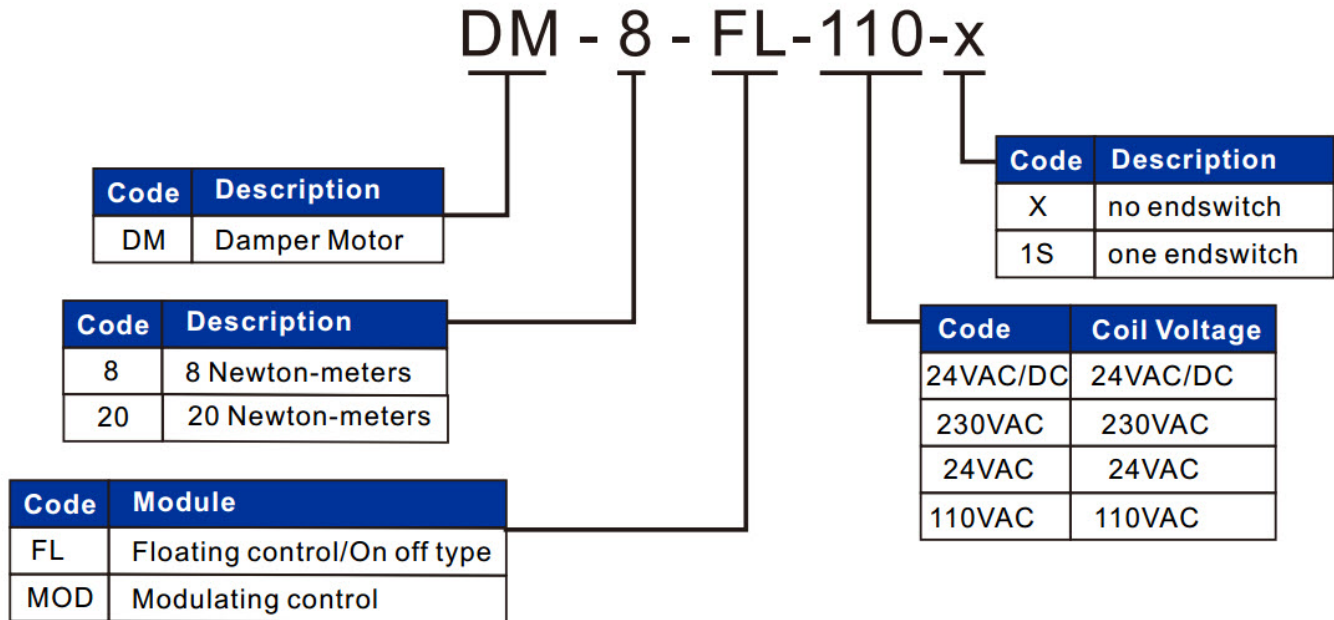 DM - 8 - FL-110-x
Code Description
DM Damper Motor
Code Description
8 8 Newton-meters
20 20 Newton-meters
Code Module
FL Floating control/On off type
MOD Modulating control
Code Description
X no endswitch
1S one endswitch
Code Coil Voltage
24VAC/DC 24VAC/DC
230VAC 230VAC
24VAC 24VAC
110VAC 110VAC